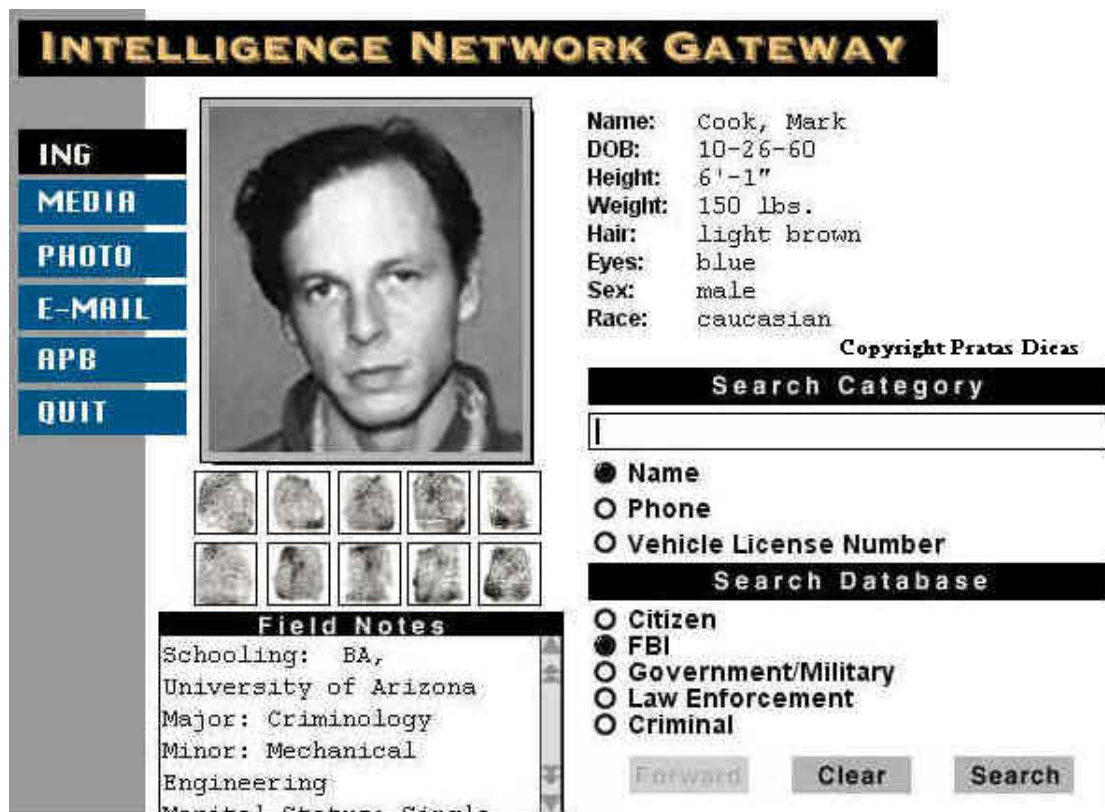 INTELLIGENCE NETWORK GATEWAY
ING
MEDIA
PHOTO
E-MAIL
APB
QUIT
Name: Cook, Mark
DOB: 10-26-60
Height: 6'-1"
Weight: 150 lbs.
Hair: light brown
Eyes: blue
Sex: male
Race: caucasian
Copyright Pratas Dicas
Search Category
Name
Phone
Vehicle License Number
Search Database
Citizen
FBI
Government/Military
Law Enforcement
Criminal
Forward Clear Search
Field Notes
Schooling: BA,
University of Arizona
Major: Criminology
Minor: Mechanical
Engineering
Marital Status: Single